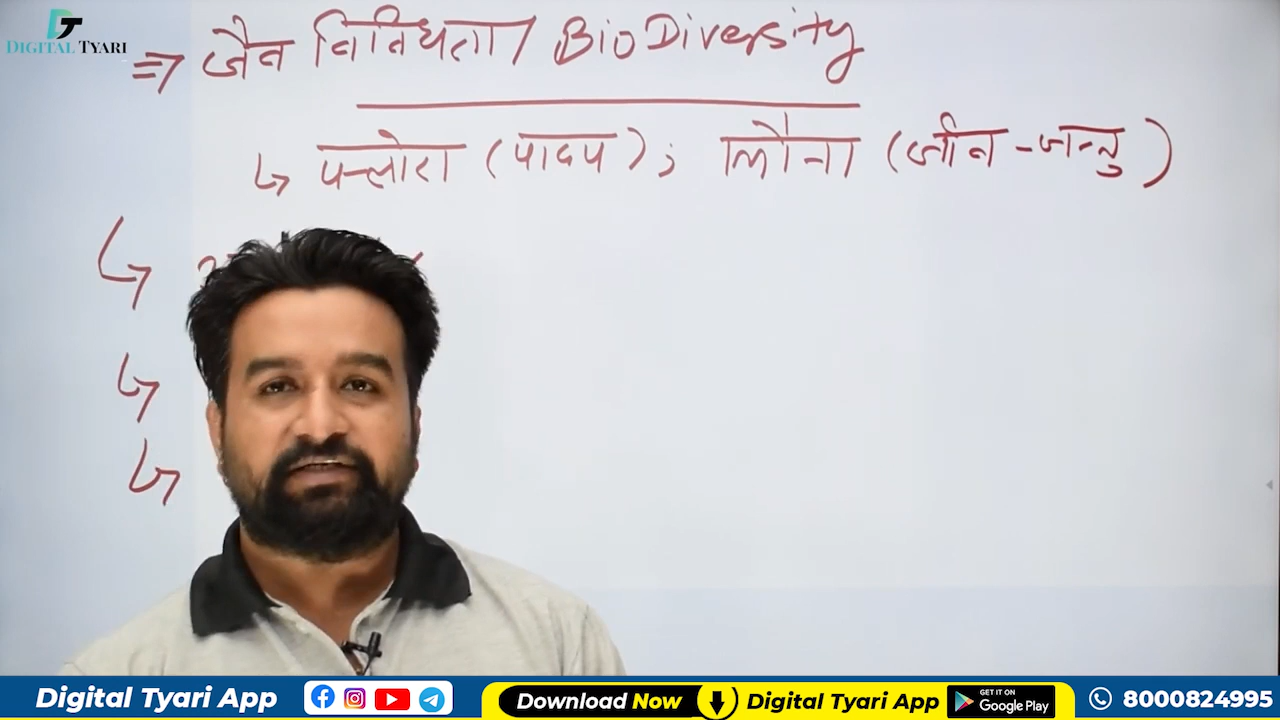 DT
DIGITAL TYARI
⇒ जैव विविधता / BioDiversity
↳ फ्लोरा (पादप) ; फौना (जीव-जन्तु)
Digital Tyari App
Download Now
Digital Tyari App
GET IT ON
Google Play
8000824995